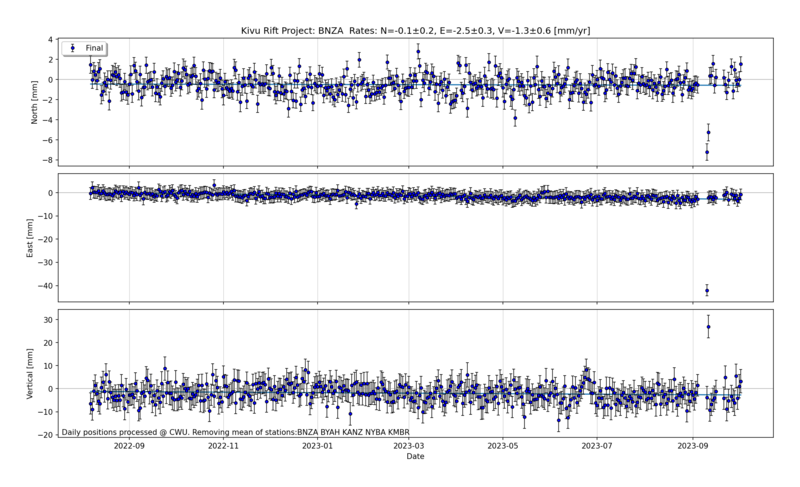 Kivu Rift Project: BNZA  Rates: N=-0.1±0.2, E=-2.5±0.3, V=-1.3±0.6 [mm/yr]
Final
4
2
0
−2
−4
−6
−8
North [mm]
0
−10
−20
−30
−40
East [mm]
30
20
10
0
−10
−20
Vertical [mm]
Daily positions processed @ CWU. Removing mean of stations:BNZA BYAH KANZ NYBA KMBR
2022-09 2022-11 2023-01 2023-03 2023-05 2023-07 2023-09
Date